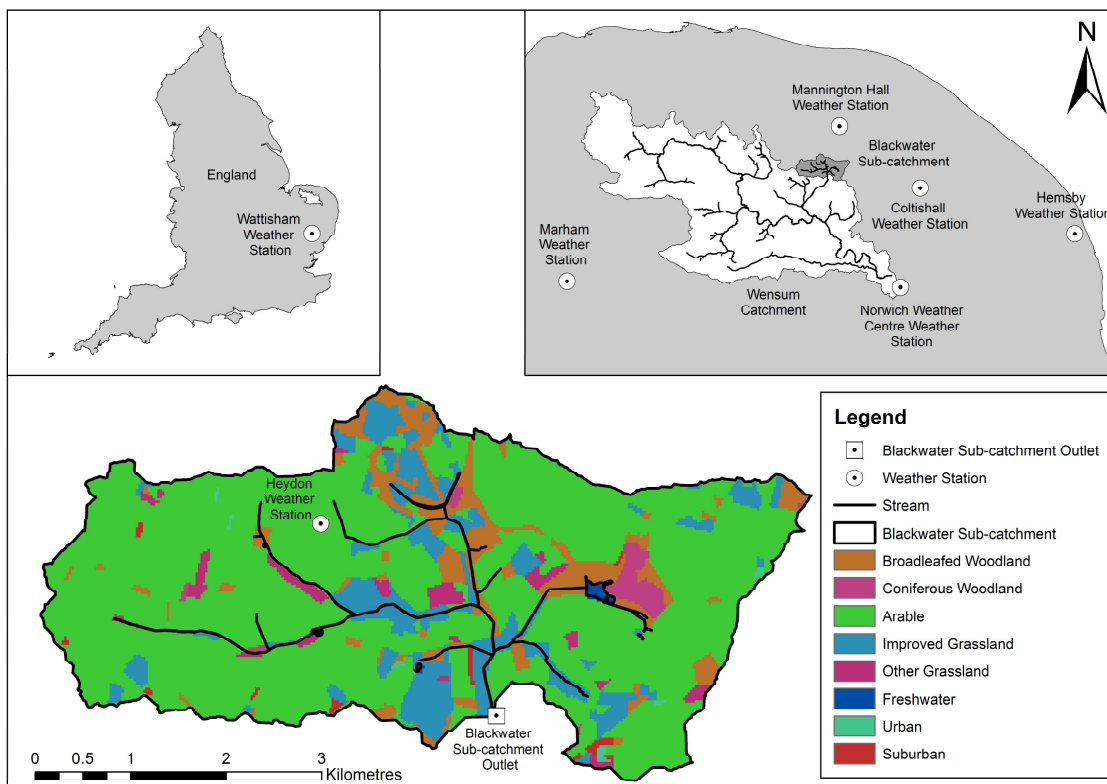 England
Wattisham
Weather
Station
N
Mannington Hall
Weather Station
Blackwater
Sub-catchment
Coltishall
Weather Station
Hemsby
Weather Station
Marham
Weather
Station
Wensum
Catchment
Norwich Weather
Centre Weather
Station
Heydon
Weather
Station
Blackwater
Sub-catchment
Outlet
0 0.5 1 2 3
Kilometres
Legend
Blackwater Sub-catchment Outlet
Weather Station
Stream
Blackwater Sub-catchment
Broadleafed Woodland
Coniferous Woodland
Arable
Improved Grassland
Other Grassland
Freshwater
Urban
Suburban